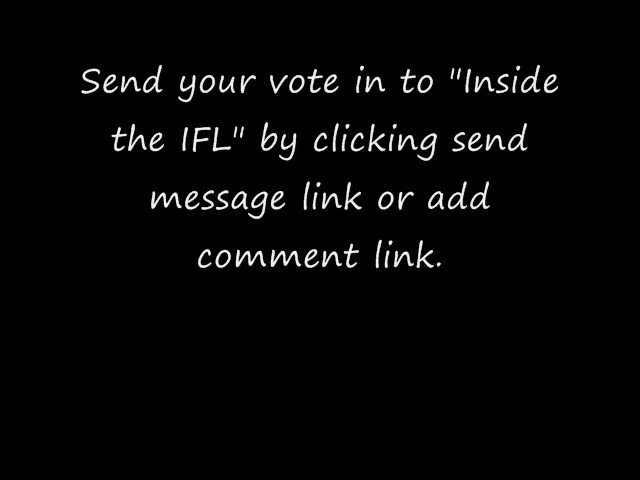 Send your vote in to "Inside
the IFL" by clicking send
message link or add
comment link.